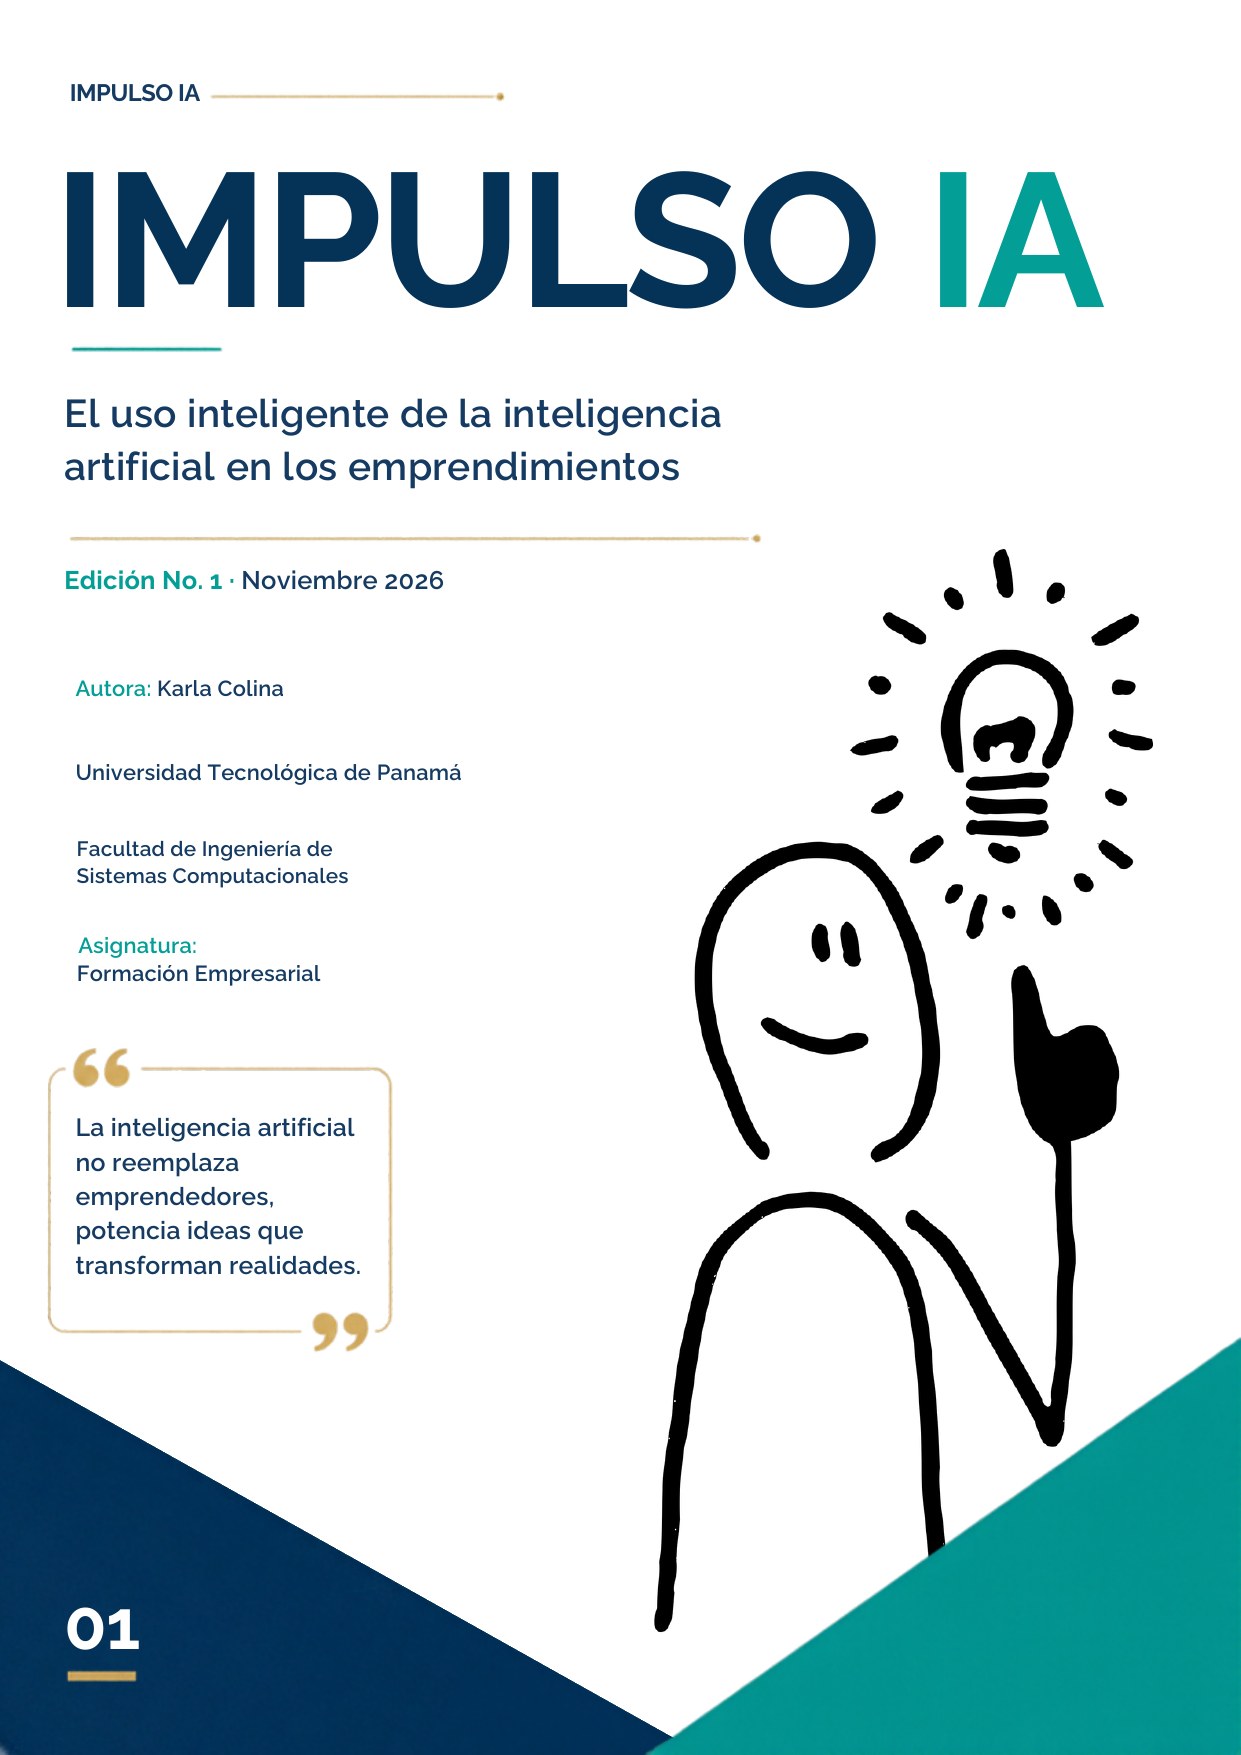 IMPULSO IA
IMPULSO IA
El uso inteligente de la inteligencia
artificial en los emprendimientos
Edición No. 1 · Noviembre 2026
Autora: Karla Colina
Universidad Tecnológica de Panamá
Facultad de Ingeniería de
Sistemas Computacionales
Asignatura:
Formación Empresarial
“
La inteligencia artificial
no reemplaza
emprendedores,
potencia ideas que
transforman realidades.
”
01